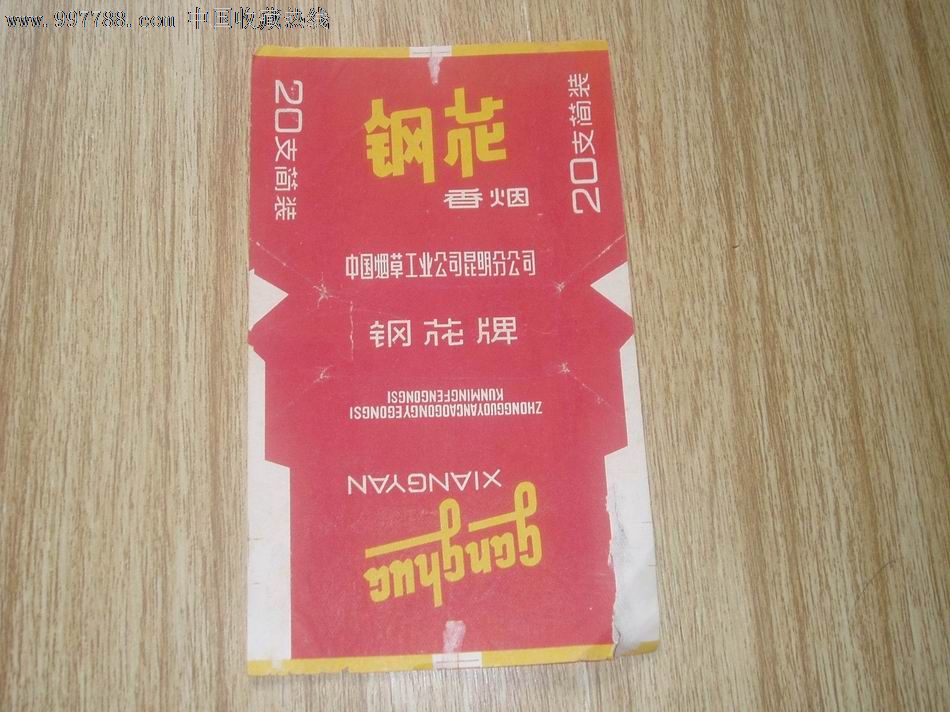 www.997788.com 中国收藏热线
20支简装
钢花
香烟
20支简装
中国烟草工业公司昆明分公司
钢花牌
ZHONGGUOYANCAOGONGYEGONGSI
KUNMINGFENGONGSI
XIANGYAN
ganghua